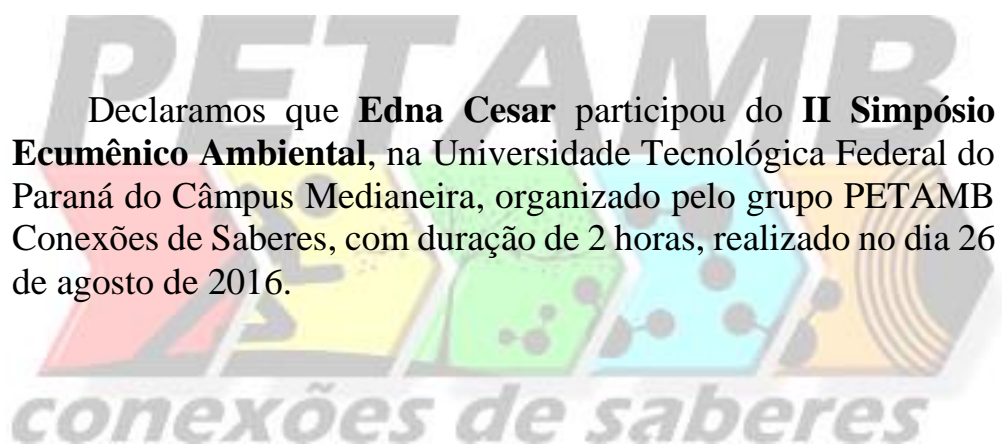 PETAMB
Declaramos que Edna Cesar participou do II Simpósio
Ecumênico Ambiental, na Universidade Tecnológica Federal do
Paraná do Câmpus Medianeira, organizado pelo grupo PETAMB
Conexões de Saberes, com duração de 2 horas, realizado no dia 26
de agosto de 2016.
conexões de saberes